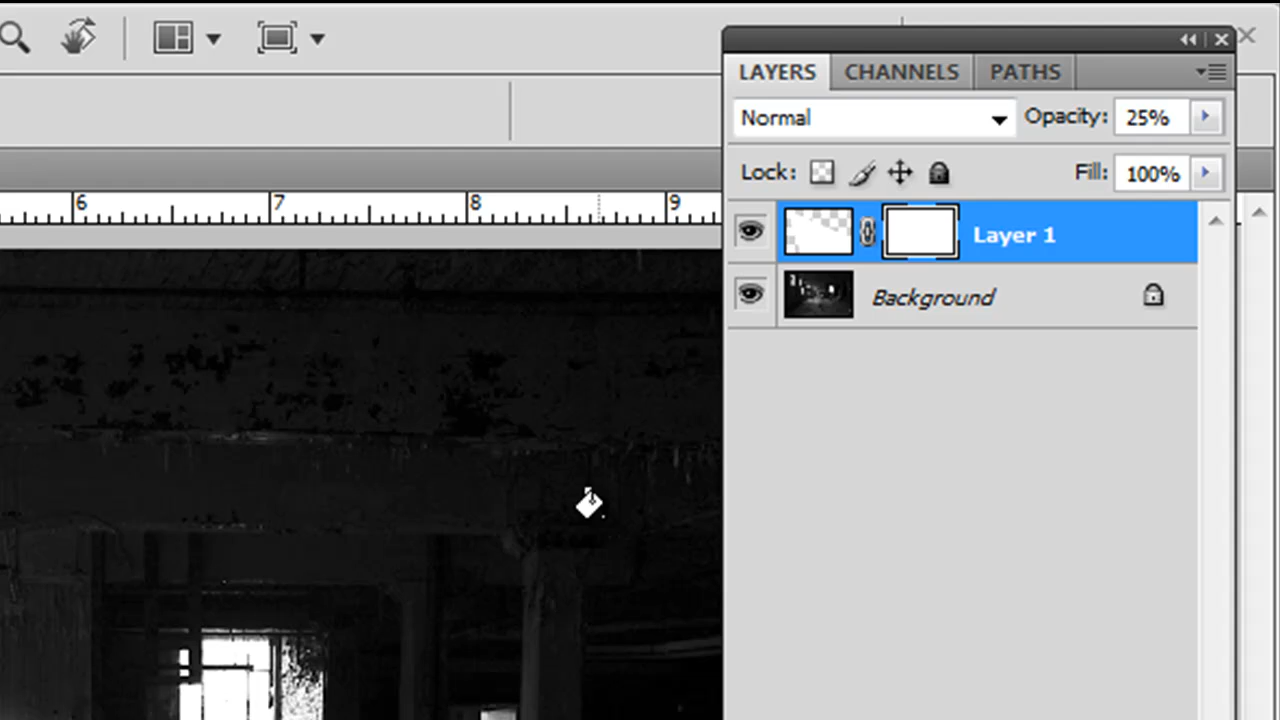 LAYERS CHANNELS PATHS
Normal Opacity: 25%
Lock: Fill: 100%
6 7 8 9
Layer 1
Background